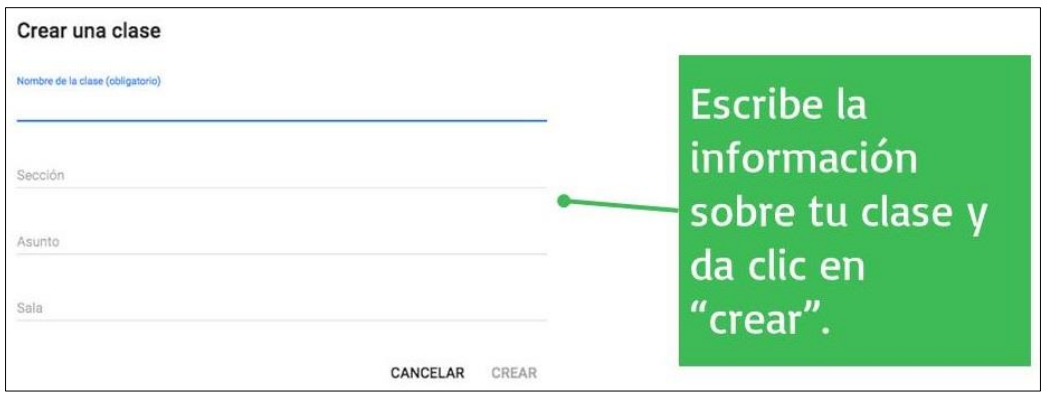 Crear una clase
Nombre de la clase (obligatorio)
Sección
Asunto
Sala
CANCELAR CREAR
Escribe la
información
sobre tu clase y
da clic en
“crear”.